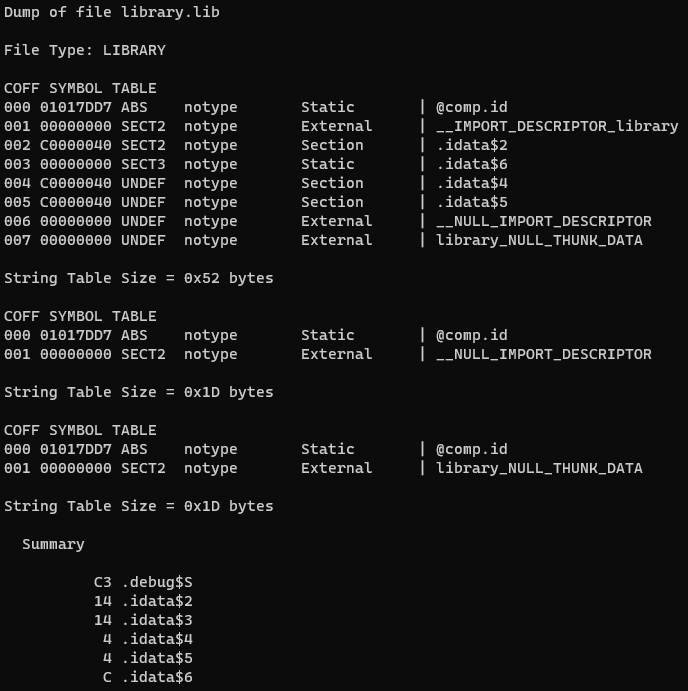 Dump of file library.lib
File Type: LIBRARY
COFF SYMBOL TABLE
000 01017DD7 ABS    notype       Static       | @comp.id
001 00000000 SECT2  notype       External     | __IMPORT_DESCRIPTOR_library
002 C0000040 SECT2  notype       Section      | .idata$2
003 00000000 SECT3  notype       Static       | .idata$6
004 C0000040 UNDEF  notype       Section      | .idata$4
005 C0000040 UNDEF  notype       Section      | .idata$5
006 00000000 UNDEF  notype       External     | __NULL_IMPORT_DESCRIPTOR
007 00000000 UNDEF  notype       External     | library_NULL_THUNK_DATA
String Table Size = 0x52 bytes
COFF SYMBOL TABLE
000 01017DD7 ABS    notype       Static       | @comp.id
001 00000000 SECT2  notype       External     | __NULL_IMPORT_DESCRIPTOR
String Table Size = 0x1D bytes
COFF SYMBOL TABLE
000 01017DD7 ABS    notype       Static       | @comp.id
001 00000000 SECT2  notype       External     | library_NULL_THUNK_DATA
String Table Size = 0x1D bytes
Summary
C3 .debug$S
14 .idata$2
14 .idata$3
4 .idata$4
4 .idata$5
C .idata$6